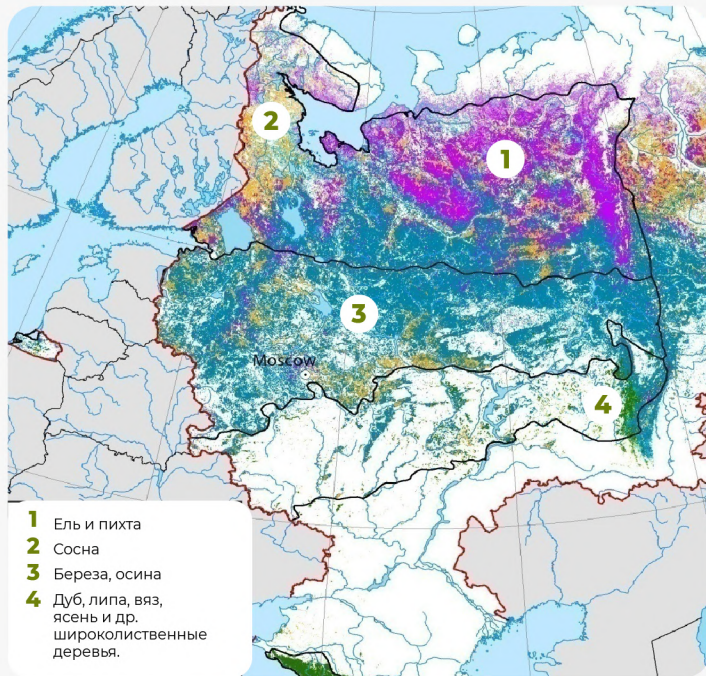 2
1
3
Moscow
4
1 Ель и пихта
2 Сосна
3 Береза, осина
4 Дуб, липа, вяз,
ясень и др.
широколиственные
деревья.